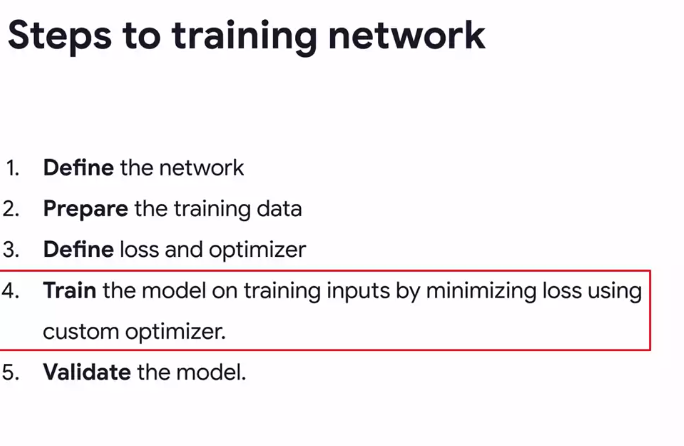 Steps to training network
1. Define the network
2. Prepare the training data
3. Define loss and optimizer
4. Train the model on training inputs by minimizing loss using
custom optimizer.
5. Validate the model.